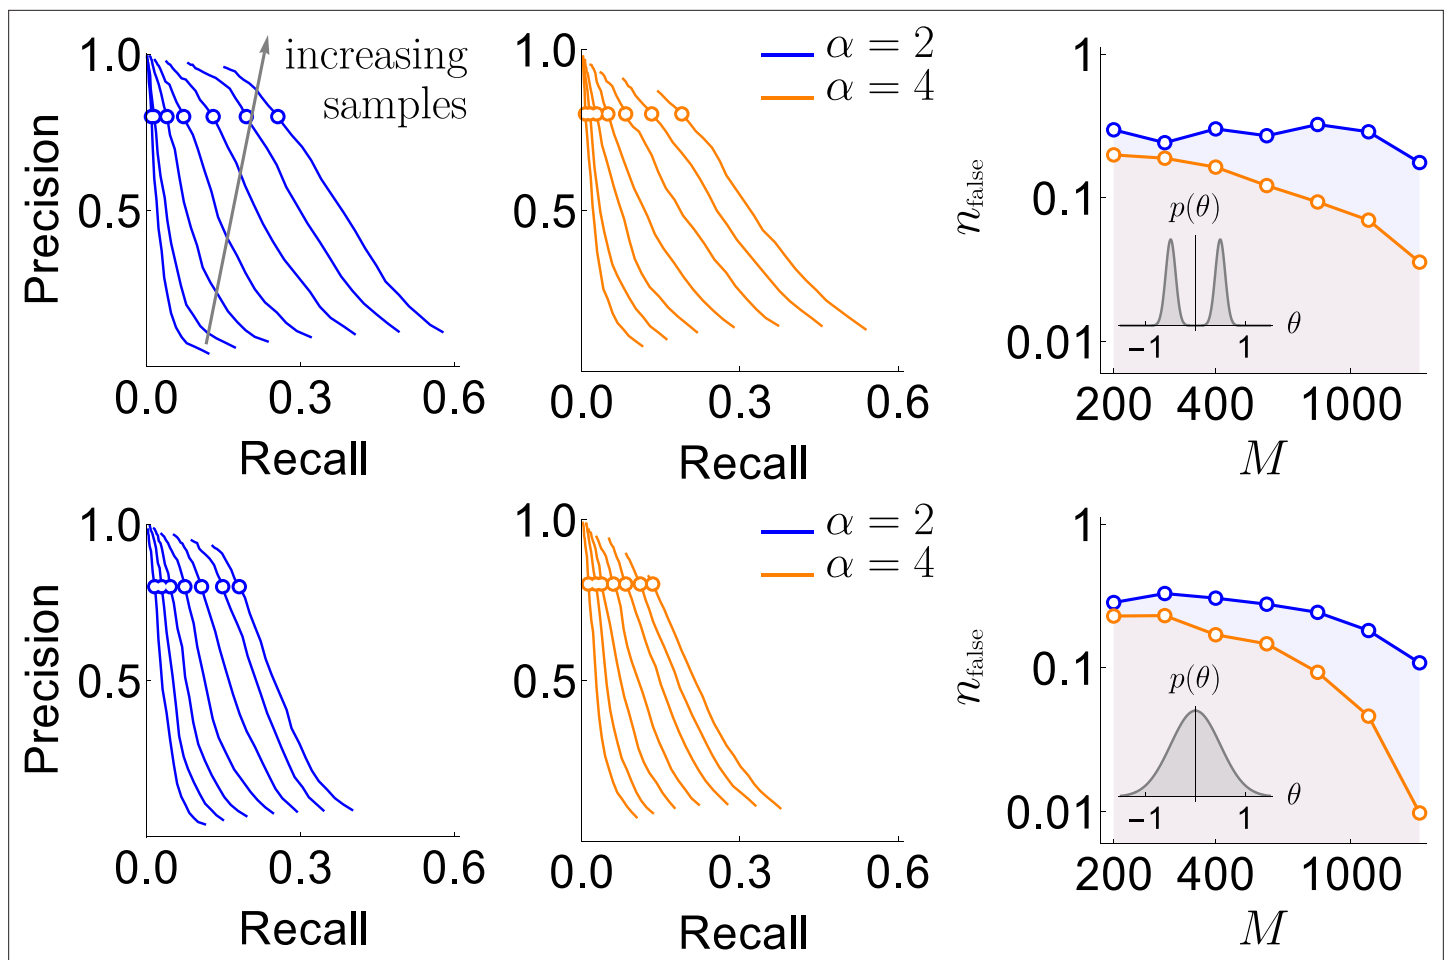 increasing
samples
1.0
0.5
Precision
0.0
0.3
0.6
Recall
1.0
0.5
α = 2
α = 4
0.0
0.3
0.6
Recall
1
0.1
0.01
n_false
p(θ)
−1
1
θ
200
400
1000
M
1.0
0.5
Precision
0.0
0.3
0.6
Recall
1.0
0.5
α = 2
α = 4
0.0
0.3
0.6
Recall
1
0.1
0.01
n_false
p(θ)
−1
1
θ
200
400
1000
M